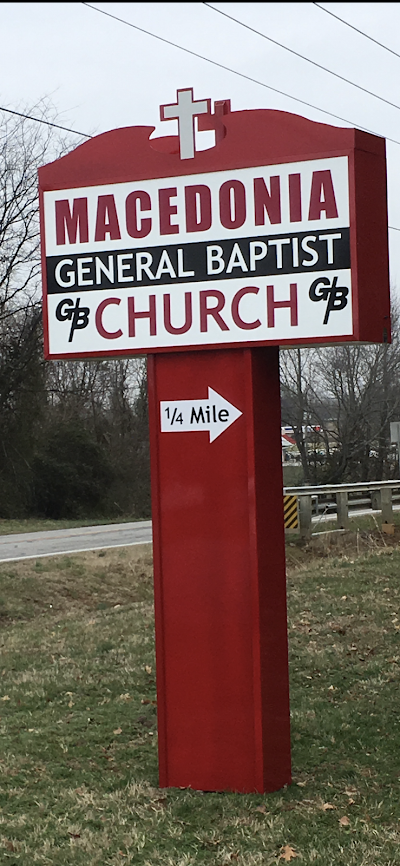 MACEDONIA
GENERAL BAPTIST
GB CHURCH GB
1/4 Mile